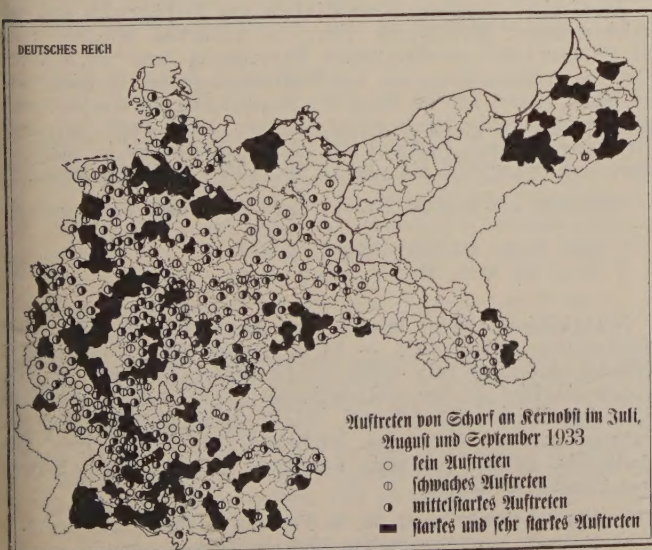 DEUTSCHES REICH
Auftreten von Schorf an Kernobst im Juli,
August und September 1933
kein Auftreten
schwaches Auftreten
mittelstarkes Auftreten
starkes und sehr starkes Auftreten